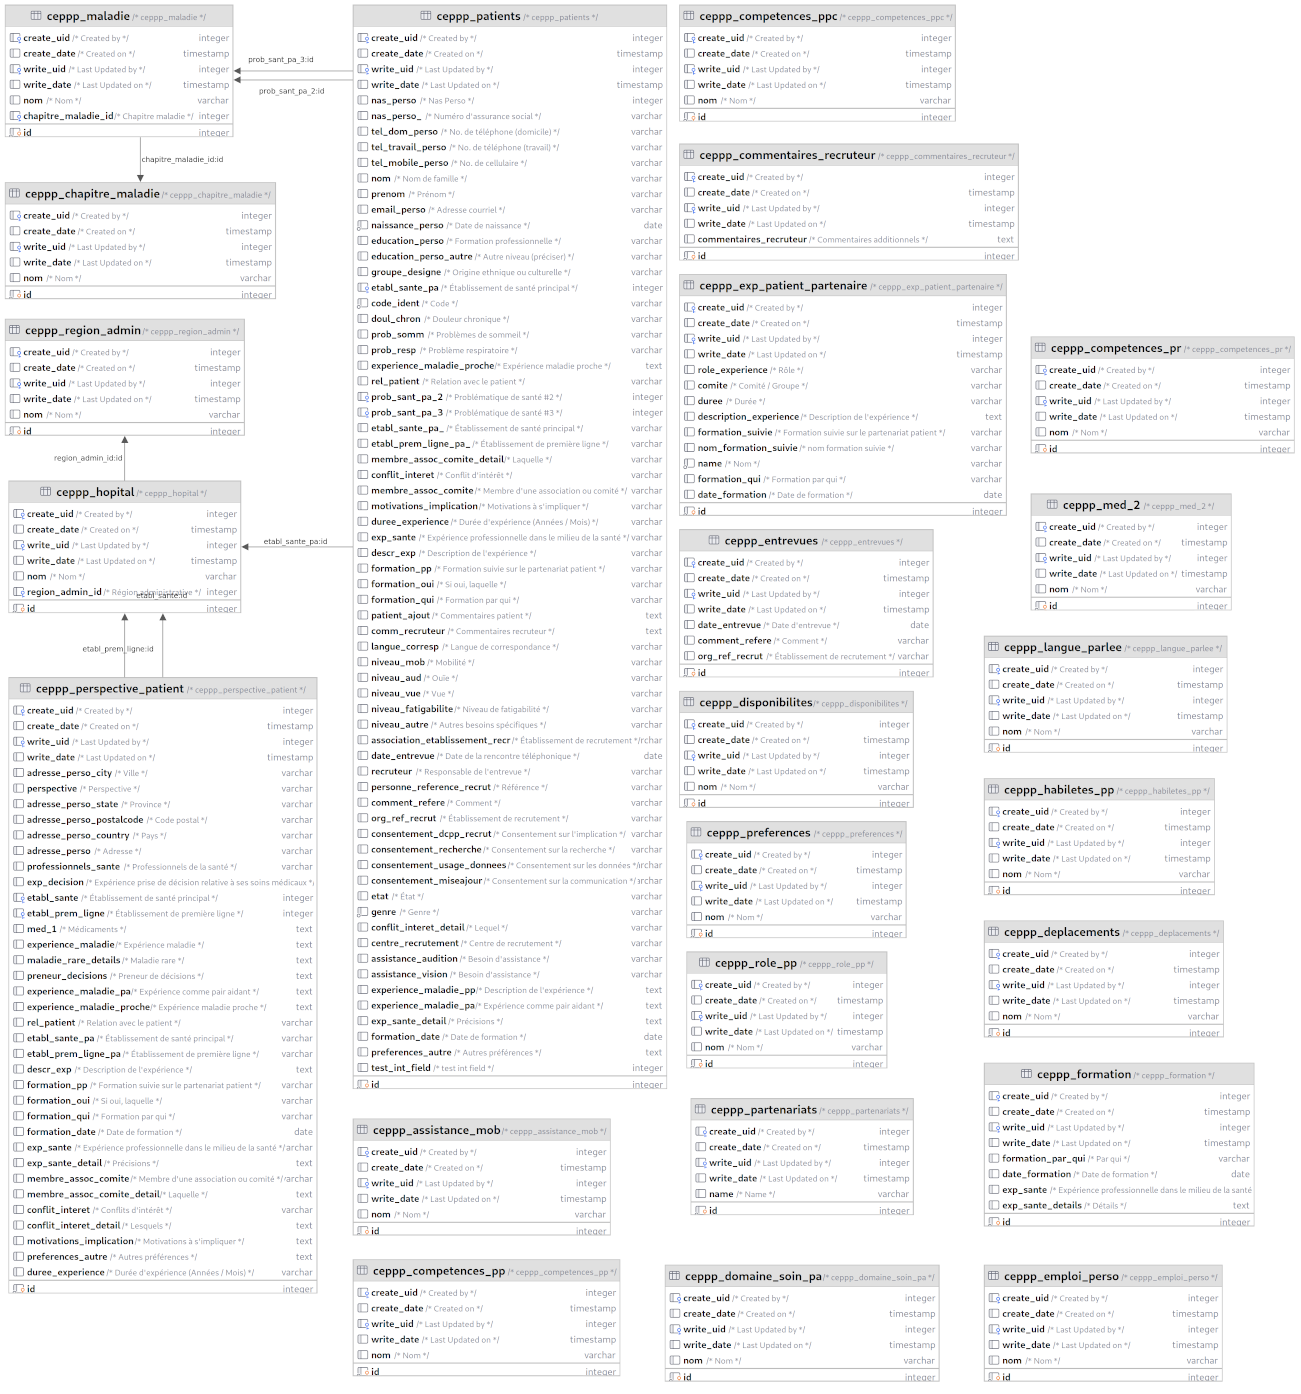 ceppp_maladie /* ceppp_maladie */
create_uid /* Created by */ integer
create_date /* Created on */ timestamp
write_uid /* Last Updated by */ integer
write_date /* Last Updated on */ timestamp
nom /* Nom */ varchar
chapitre_maladie_id /* Chapitre maladie */ integer
id integer
chapitre_maladie_id:id
ceppp_chapitre_maladie /* ceppp_chapitre_maladie */
create_uid /* Created by */ integer
create_date /* Created on */ timestamp
write_uid /* Last Updated by */ integer
write_date /* Last Updated on */ timestamp
nom /* Nom */ varchar
id integer
ceppp_region_admin /* ceppp_region_admin */
create_uid /* Created by */ integer
create_date /* Created on */ timestamp
write_uid /* Last Updated by */ integer
write_date /* Last Updated on */ timestamp
nom /* Nom */ varchar
id integer
region_admin_id:id
ceppp_hopital /* ceppp_hopital */
create_uid /* Created by */ integer
create_date /* Created on */ timestamp
write_uid /* Last Updated by */ integer
write_date /* Last Updated on */ timestamp
nom /* Nom */ varchar
region_admin_id /* Région administrative */ integer
etabl_sante:id
id integer
etabl_prem_ligne:id
ceppp_perspective_patient /* ceppp_perspective_patient */
create_uid /* Created by */ integer
create_date /* Created on */ timestamp
write_uid /* Last Updated by */ integer
write_date /* Last Updated on */ timestamp
adresse_perso_city /* Ville */ varchar
perspective /* Perspective */ varchar
adresse_perso_state /* Province */ varchar
adresse_perso_postalcode /* Code postal */ varchar
adresse_perso_country /* Pays */ varchar
adresse_perso /* Adresse */ varchar
professionnels_sante /* Professionnels de la santé */ varchar
exp_decision /* Expérience prise de décision relative à ses soins médicaux */
etabl_sante /* Établissement de santé principal */ integer
etabl_prem_ligne /* Établissement de première ligne */ integer
med_1 /* Médicaments */ text
experience_maladie /* Expérience maladie */ text
maladie_rare_details /* Maladie rare */ text
preneur_decisions /* Preneur de décisions */ text
experience_maladie_pa /* Expérience comme pair aidant */ text
experience_maladie_proche /* Expérience maladie proche */ text
rel_patient /* Relation avec le patient */ varchar
etabl_sante_pa /* Établissement de santé principal */ varchar
etabl_prem_ligne_pa /* Établissement de première ligne */ varchar
descr_exp /* Description de l'expérience */ text
formation_pp /* Formation suivie sur le partenariat patient */ varchar
formation_oui /* Si oui, laquelle */ varchar
formation_qui /* Formation par qui */ varchar
formation_date /* Date de formation */ date
exp_sante /* Expérience professionnelle dans le milieu de la santé */ archar
exp_sante_detail /* Précisions */ text
membre_assoc_comite /* Membre d'une association ou comité */ archar
membre_assoc_comite_detail /* Laquelle */ text
conflit_interet /* Conflits d'intérêt */ varchar
conflit_interet_detail /* Lesquels */ text
motivations_implication /* Motivations à s'impliquer */ text
preferences_autre /* Autres préférences */ text
duree_experience /* Durée d'expérience (Années / Mois) */ varchar
id integer
prob_sant_pa_3:id
prob_sant_pa_2:id
etabl_sante_pa:id
ceppp_patients /* ceppp_patients */
create_uid /* Created by */ integer
create_date /* Created on */ timestamp
write_uid /* Last Updated by */ integer
write_date /* Last Updated on */ timestamp
nas_perso /* Nas Perso */ integer
nas_perso_ /* Numéro d'assurance social */ varchar
tel_dom_perso /* No. de téléphone (domicile) */ varchar
tel_travail_perso /* No. de téléphone (travail) */ varchar
tel_mobile_perso /* No. de cellulaire */ varchar
nom /* Nom de famille */ varchar
prenom /* Prénom */ varchar
email_perso /* Adresse courriel */ varchar
naissance_perso /* Date de naissance */ date
education_perso /* Formation professionnelle */ varchar
education_perso_autre /* Autre niveau (préciser) */ varchar
groupe_designe /* Origine ethnique ou culturelle */ varchar
etabl_sante_pa /* Établissement de santé principal */ integer
code_ident /* Code */ varchar
doul_chron /* Douleur chronique */ varchar
prob_somm /* Problèmes de sommeil */ varchar
prob_resp /* Problème respiratoire */ varchar
experience_maladie_proche /* Expérience maladie proche */ text
rel_patient /* Relation avec le patient */ varchar
prob_sant_pa_2 /* Problématique de santé #2 */ integer
prob_sant_pa_3 /* Problématique de santé #3 */ integer
etabl_sante_pa_ /* Établissement de santé principal */ varchar
etabl_prem_ligne_pa_ /* Établissement de première ligne */ varchar
membre_assoc_comite_detail /* Laquelle */ varchar
conflit_interet /* Conflit d'intérêt */ varchar
membre_assoc_comite /* Membre d'une association ou comité */ varchar
motivations_implication /* Motivations à s'impliquer */ varchar
duree_experience /* Durée d'expérience (Années / Mois) */ varchar
exp_sante /* Expérience professionnelle dans le milieu de la santé */ varchar
descr_exp /* Description de l'expérience */ varchar
formation_pp /* Formation suivie sur le partenariat patient */ varchar
formation_oui /* Si oui, laquelle */ varchar
formation_qui /* Formation par qui */ varchar
patient_ajout /* Commentaires patient */ text
comm_recruteur /* Commentaires recruteur */ text
langue_corresp /* Langue de correspondance */ varchar
niveau_mob /* Mobilité */ varchar
niveau_aud /* Ouïe */ varchar
niveau_vue /* Vue */ varchar
niveau_fatigabilite /* Niveau de fatigabilité */ varchar
niveau_autre /* Autres besoins spécifiques */ varchar
association_etablissement_recr /* Établissement de recrutement */ archar
date_entrevue /* Date de la rencontre téléphonique */ date
recruteur /* Responsable de l'entrevue */ varchar
personne_reference_recrut /* Référence */ varchar
comment_refere /* Comment */ varchar
org_ref_recrut /* Établissement de recrutement */ varchar
consentement_dcpp_recrut /* Consentement sur l'implication */ varchar
consentement_recherche /* Consentement sur la recherche */ varchar
consentement_usage_donnees /* Consentement sur les données */ archar
consentement_miseajour /* Consentement sur la communication */ archar
etat /* État */ varchar
genre /* Genre */ varchar
conflit_interet_detail /* Lequel */ varchar
centre_recrutement /* Centre de recrutement */ varchar
assistance_audition /* Besoin d'assistance */ varchar
assistance_vision /* Besoin d'assistance */ varchar
experience_maladie_pp /* Description de l'expérience */ text
experience_maladie_pa /* Expérience comme pair aidant */ text
exp_sante_detail /* Précisions */ text
formation_date /* Date de formation */ date
preferences_autre /* Autres préférences */ text
test_int_field /* test int field */ integer
id integer
ceppp_assistance_mob /* ceppp_assistance_mob */
create_uid /* Created by */ integer
create_date /* Created on */ timestamp
write_uid /* Last Updated by */ integer
write_date /* Last Updated on */ timestamp
nom /* Nom */ varchar
id integer
ceppp_competences_pp /* ceppp_competences_pp */
create_uid /* Created by */ integer
create_date /* Created on */ timestamp
write_uid /* Last Updated by */ integer
write_date /* Last Updated on */ timestamp
nom /* Nom */ varchar
id integer
ceppp_competences_ppc /* ceppp_competences_ppc */
create_uid /* Created by */ integer
create_date /* Created on */ timestamp
write_uid /* Last Updated by */ integer
write_date /* Last Updated on */ timestamp
nom /* Nom */ varchar
id integer
ceppp_commentaires_recruteur /* ceppp_commentaires_recruteur */
create_uid /* Created by */ integer
create_date /* Created on */ timestamp
write_uid /* Last Updated by */ integer
write_date /* Last Updated on */ timestamp
commentaires_recruteur /* Commentaires additionnels */ text
id integer
ceppp_exp_patient_partenaire /* ceppp_exp_patient_partenaire */
create_uid /* Created by */ integer
create_date /* Created on */ timestamp
write_uid /* Last Updated by */ integer
write_date /* Last Updated on */ timestamp
role_experience /* Rôle */ varchar
comite /* Comité / Groupe */ varchar
duree /* Durée */ varchar
description_experience /* Description de l'expérience */ text
formation_suivie /* Formation suivie sur le partenariat patient */ varchar
nom_formation_suivie /* nom formation suivie */ varchar
name /* Nom */ varchar
formation_qui /* Formation par qui */ varchar
date_formation /* Date de formation */ date
id integer
ceppp_entrevues /* ceppp_entrevues */
create_uid /* Created by */ integer
create_date /* Created on */ timestamp
write_uid /* Last Updated by */ integer
write_date /* Last Updated on */ timestamp
date_entrevue /* Date d'entrevue */ date
comment_refere /* Comment */ varchar
org_ref_recrut /* Établissement de recrutement */ varchar
id integer
ceppp_disponibilites /* ceppp_disponibilites */
create_uid /* Created by */ integer
create_date /* Created on */ timestamp
write_uid /* Last Updated by */ integer
write_date /* Last Updated on */ timestamp
nom /* Nom */ varchar
id integer
ceppp_preferences /* ceppp_preferences */
create_uid /* Created by */ integer
create_date /* Created on */ timestamp
write_uid /* Last Updated by */ integer
write_date /* Last Updated on */ timestamp
nom /* Nom */ varchar
id integer
ceppp_role_pp /* ceppp_role_pp */
create_uid /* Created by */ integer
create_date /* Created on */ timestamp
write_uid /* Last Updated by */ integer
write_date /* Last Updated on */ timestamp
nom /* Nom */ varchar
id integer
ceppp_partenariats /* ceppp_partenariats */
create_uid /* Created by */ integer
create_date /* Created on */ timestamp
write_uid /* Last Updated by */ integer
write_date /* Last Updated on */ timestamp
name /* Name */ varchar
id integer
ceppp_domaine_soin_pa /* ceppp_domaine_soin_pa */
create_uid /* Created by */ integer
create_date /* Created on */ timestamp
write_uid /* Last Updated by */ integer
write_date /* Last Updated on */ timestamp
nom /* Nom */ varchar
id integer
ceppp_competences_pr /* ceppp_competences_pr */
create_uid /* Created by */ integer
create_date /* Created on */ timestamp
write_uid /* Last Updated by */ integer
write_date /* Last Updated on */ timestamp
nom /* Nom */ varchar
id integer
ceppp_med_2 /* ceppp_med_2 */
create_uid /* Created by */ integer
create_date /* Created on */ timestamp
write_uid /* Last Updated by */ integer
write_date /* Last Updated on */ timestamp
nom /* Nom */ varchar
id integer
ceppp_langue_parlee /* ceppp_langue_parlee */
create_uid /* Created by */ integer
create_date /* Created on */ timestamp
write_uid /* Last Updated by */ integer
write_date /* Last Updated on */ timestamp
nom /* Nom */ varchar
id integer
ceppp_habiletes_pp /* ceppp_habiletes_pp */
create_uid /* Created by */ integer
create_date /* Created on */ timestamp
write_uid /* Last Updated by */ integer
write_date /* Last Updated on */ timestamp
nom /* Nom */ varchar
id integer
ceppp_deplacements /* ceppp_deplacements */
create_uid /* Created by */ integer
create_date /* Created on */ timestamp
write_uid /* Last Updated by */ integer
write_date /* Last Updated on */ timestamp
nom /* Nom */ varchar
id integer
ceppp_formation /* ceppp_formation */
create_uid /* Created by */ integer
create_date /* Created on */ timestamp
write_uid /* Last Updated by */ integer
write_date /* Last Updated on */ timestamp
formation_par_qui /* Par qui */ varchar
date_formation /* Date de formation */ date
exp_sante /* Expérience professionnelle dans le milieu de la santé
exp_sante_details /* Détails */ text
id integer
ceppp_emploi_perso /* ceppp_emploi_perso */
create_uid /* Created by */ integer
create_date /* Created on */ timestamp
write_uid /* Last Updated by */ integer
write_date /* Last Updated on */ timestamp
nom /* Nom */ varchar
id integer